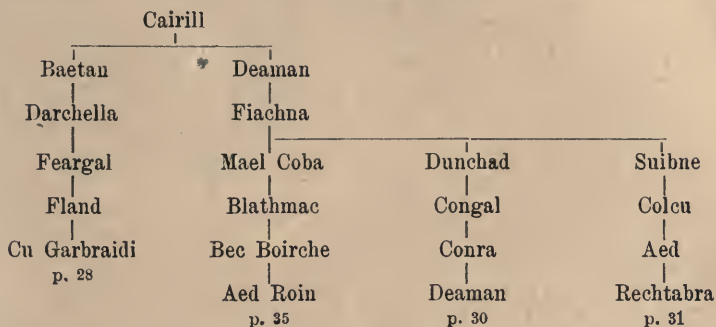 Cairill
Baetan Deaman
Darchella Fiachna
Feargal Mael Coba Dunchad Suibne
Fland Blathmac Congal Colcu
Cu Garbraidi Bec Boirche Conra Aed
p. 28
Aed Roin Deaman Rechtabra
p. 35 p. 30 p. 31